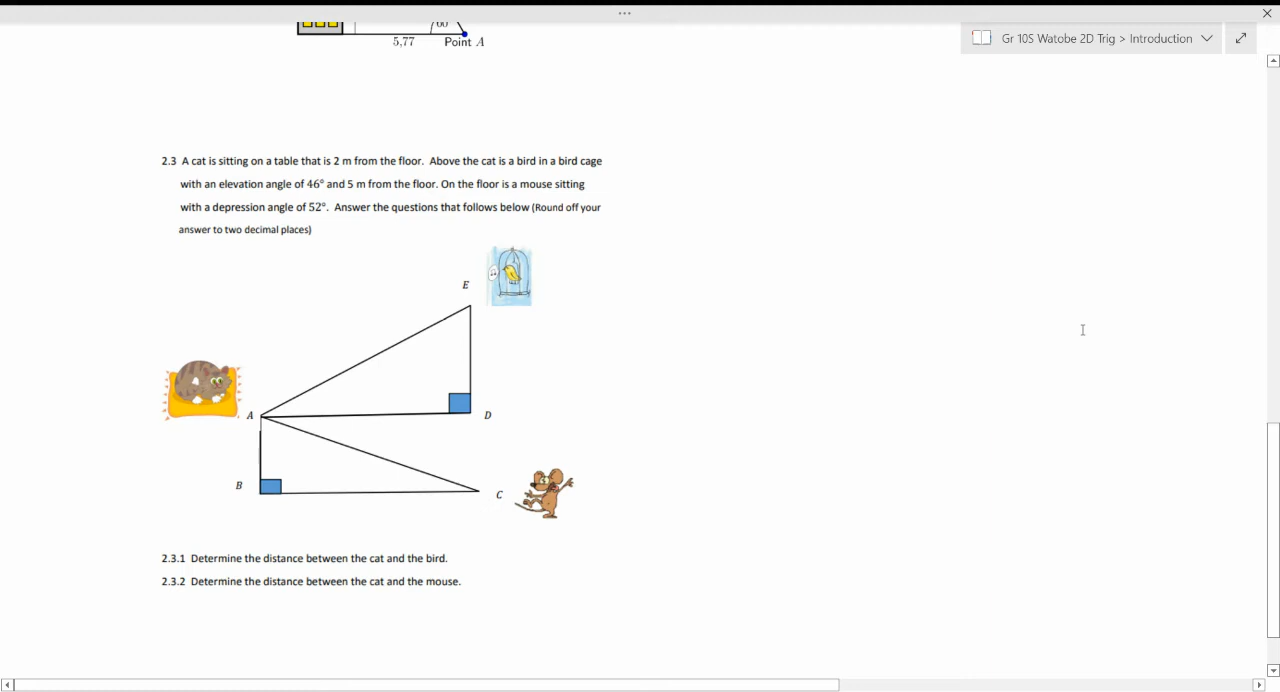 Gr 10S Watobe 2D Trig > Introduction
5,77 Point A
2.3 A cat is sitting on a table that is 2 m from the floor. Above the cat is a bird in a bird cage
with an elevation angle of 46° and 5 m from the floor. On the floor is a mouse sitting
with a depression angle of 52°. Answer the questions that follows below (Round off your
answer to two decimal places)
E
A
D
B
C
2.3.1 Determine the distance between the cat and the bird.
2.3.2 Determine the distance between the cat and the mouse.